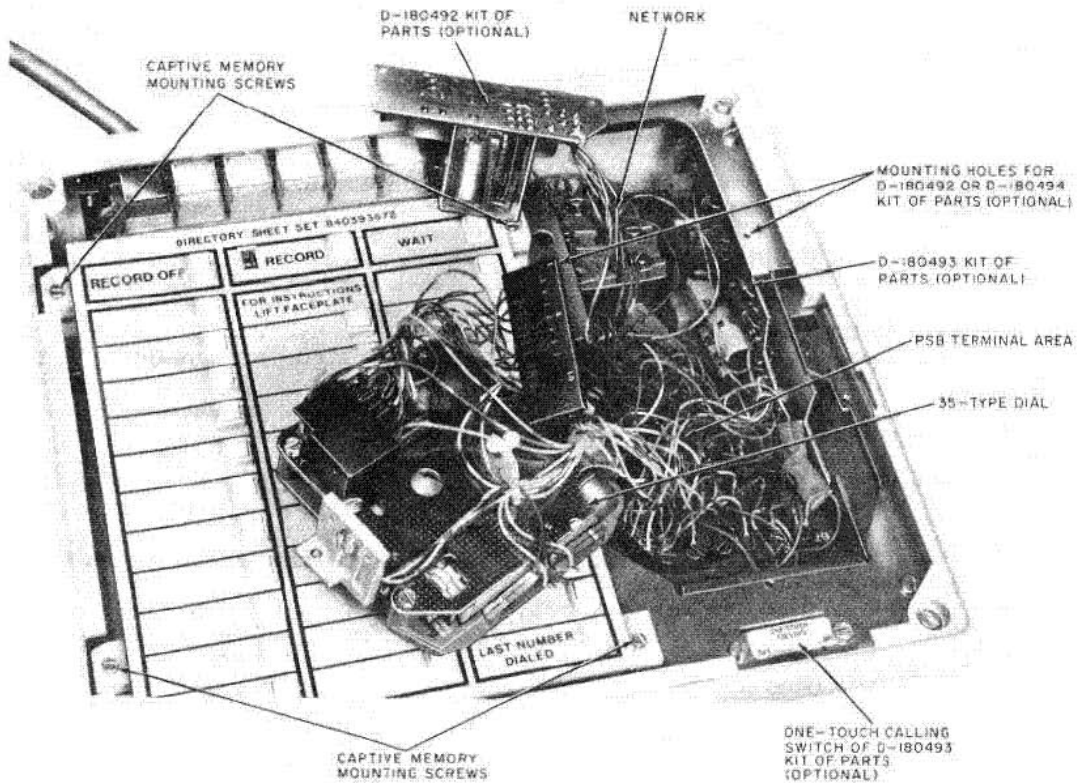 D-180492 KIT OF
PARTS (OPTIONAL)
NETWORK
CAPTIVE MEMORY
MOUNTING SCREWS
MOUNTING HOLES FOR
D-180492 OR D-180494
KIT OF PARTS (OPTIONAL)
D-180493 KIT OF
PARTS (OPTIONAL)
PSB TERMINAL AREA
35-TYPE DIAL
DIRECTORY SHEET SET 840393672
RECORD OFF
RECORD
WAIT
FOR INSTRUCTIONS
LIFT FACEPLATE
LAST NUMBER
DIALED
ONE-TOUCH CALLING
SWITCH OF D-180493
KIT OF PARTS
(OPTIONAL)
CAPTIVE MEMORY
MOUNTING SCREWS